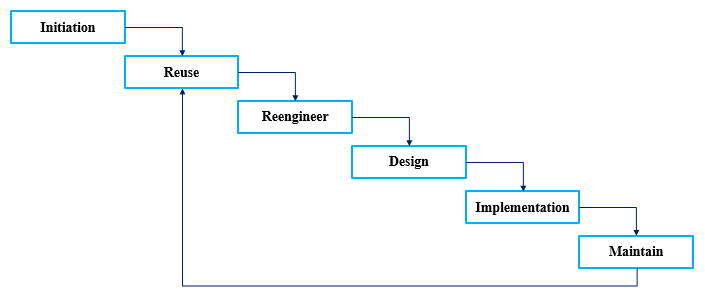 Initiation
Reuse
Reengineer
Design
Implementation
Maintain